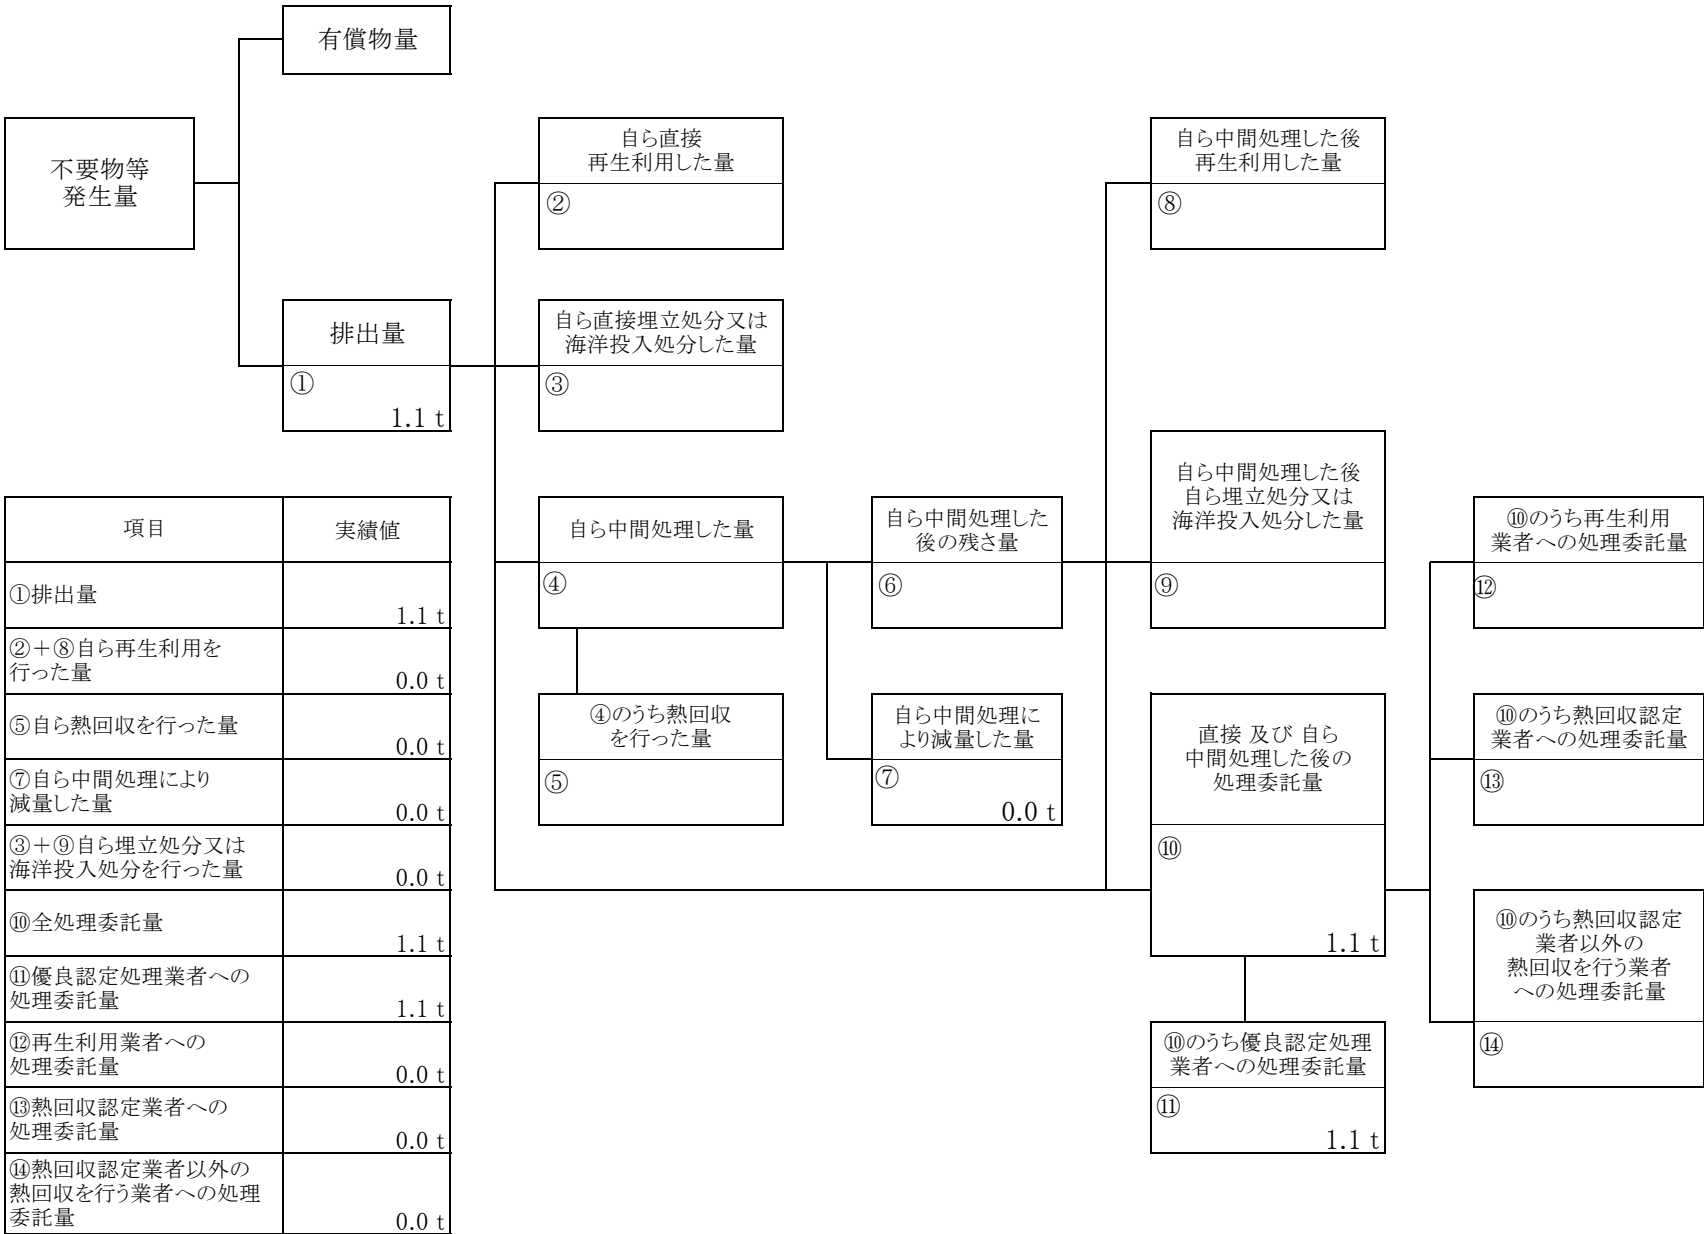 有償物量
不要物等
発生量
排出量
①
1.1 t
自ら直接
再生利用した量
②
自ら直接埋立処分又は
海洋投入処分した量
③
自ら中間処理した量
④
④のうち熱回収
を行った量
⑤
自ら中間処理した
後の残さ量
⑥
自ら中間処理に
より減量した量
⑦
0.0 t
自ら中間処理した後
再生利用した量
⑧
自ら中間処理した後
自ら埋立処分又は
海洋投入処分した量
⑨
直接 及び 自ら
中間処理した後の
処理委託量
⑩
1.1 t
⑩のうち優良認定処理
業者への処理委託量
⑪
1.1 t
⑩のうち再生利用
業者への処理委託量
⑫
⑩のうち熱回収認定
業者への処理委託量
⑬
⑩のうち熱回収認定
業者以外の
熱回収を行う業者
への処理委託量
⑭
項目 実績値
①排出量
1.1 t
②＋⑧自ら再生利用を
行った量
0.0 t
⑤自ら熱回収を行った量
0.0 t
⑦自ら中間処理により
減量した量
0.0 t
③＋⑨自ら埋立処分又は
海洋投入処分を行った量
0.0 t
⑩全処理委託量
1.1 t
⑪優良認定処理業者への
処理委託量
1.1 t
⑫再生利用業者への
処理委託量
0.0 t
⑬熱回収認定業者への
処理委託量
0.0 t
⑭熱回収認定業者以外の
熱回収を行う業者への処理
委託量
0.0 t